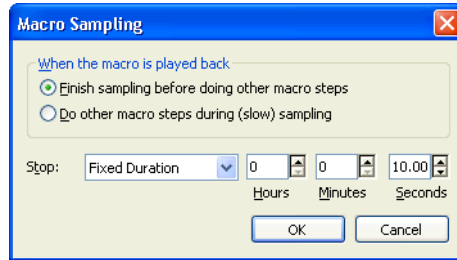 Macro Sampling
When the macro is played back
Finish sampling before doing other macro steps
Do other macro steps during (slow) sampling
Stop: Fixed Duration 0 0 10.00
Hours Minutes Seconds
OK Cancel